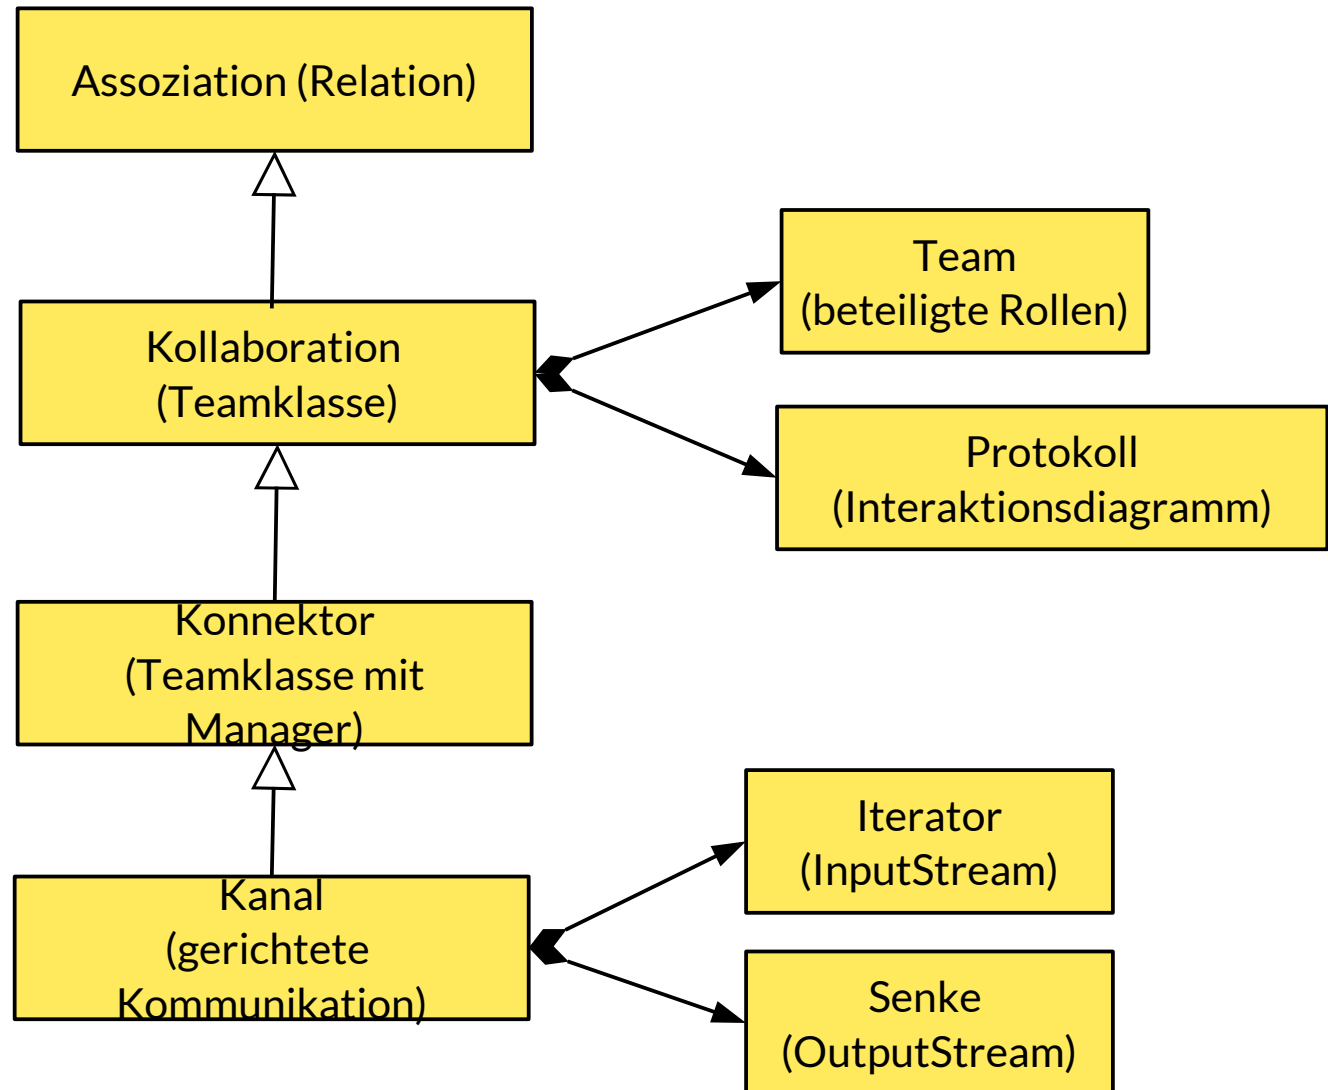 Assoziation (Relation)
Team
(beteiligte Rollen)
Kollaboration
(Teamklasse)
Protokoll
(Interaktionsdiagramm)
Konnektor
(Teamklasse mit
Manager)
Iterator
(InputStream)
Kanal
(gerichtete
Kommunikation)
Senke
(OutputStream)